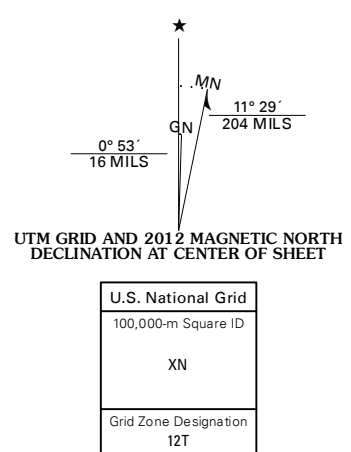 MN
11° 29´
204 MILS
GN
0° 53´
16 MILS
UTM GRID AND 2012 MAGNETIC NORTH
DECLINATION AT CENTER OF SHEET
U.S. National Grid
100,000-m Square ID
XN
Grid Zone Designation
12T